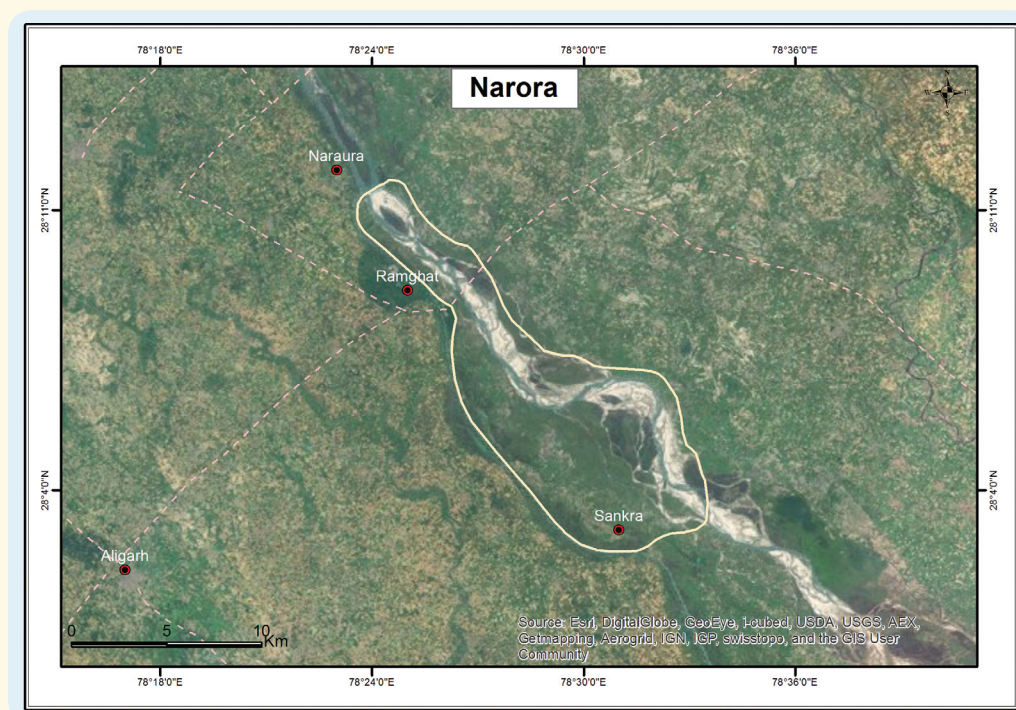 78°18'0"E 78°24'0"E 78°30'0"E 78°36'0"E
Narora
N
W E
S
Naraura
28°11'0"N 28°11'0"N
Ramghat
28°4'0"N 28°4'0"N
Sankra
Aligarh
0 5 10
Km
Source: Esri, DigitalGlobe, GeoEye, i-cubed, USDA, USGS, AEX,
Getmapping, Aerogrid, IGN, IGP, swisstopo, and the GIS User
Community
78°18'0"E 78°24'0"E 78°30'0"E 78°36'0"E